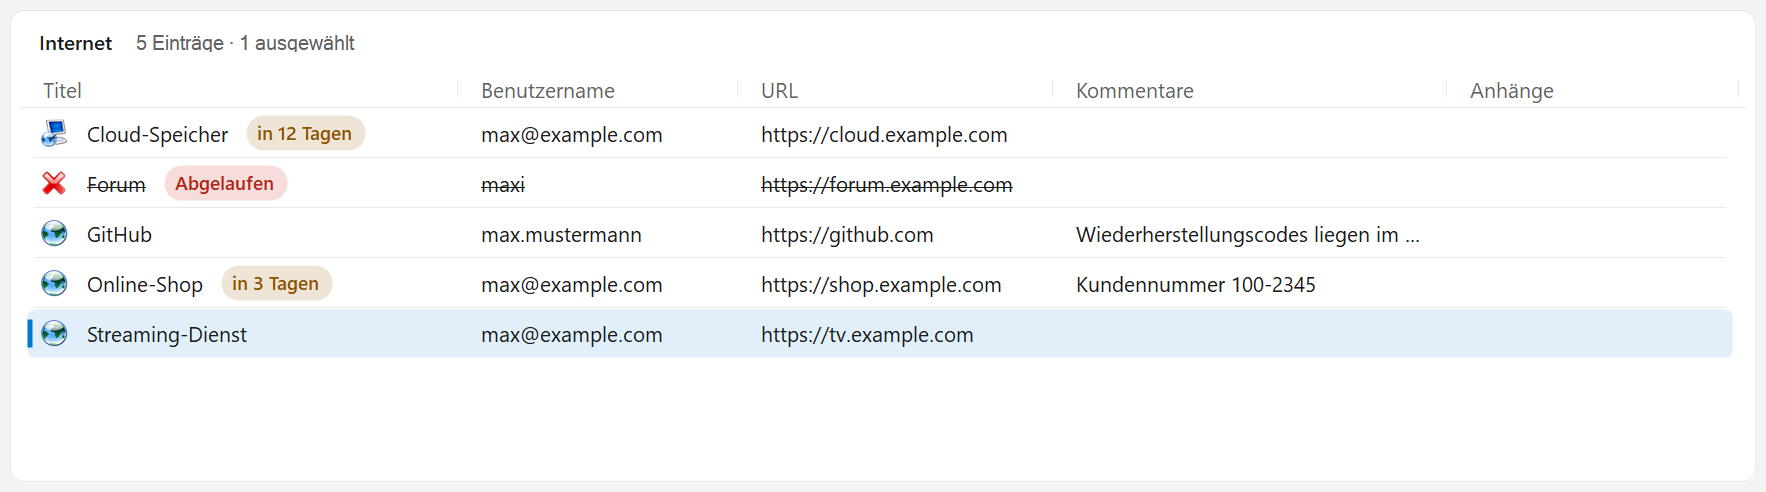 Internet 5 Einträge · 1 ausgewählt
Titel Benutzername URL Kommentare Anhänge
Cloud-Speicher in 12 Tagen max@example.com https://cloud.example.com
Forum Abgelaufen maxi https://forum.example.com
GitHub max.mustermann https://github.com Wiederherstellungscodes liegen im ...
Online-Shop in 3 Tagen max@example.com https://shop.example.com Kundennummer 100-2345
Streaming-Dienst max@example.com https://tv.example.com